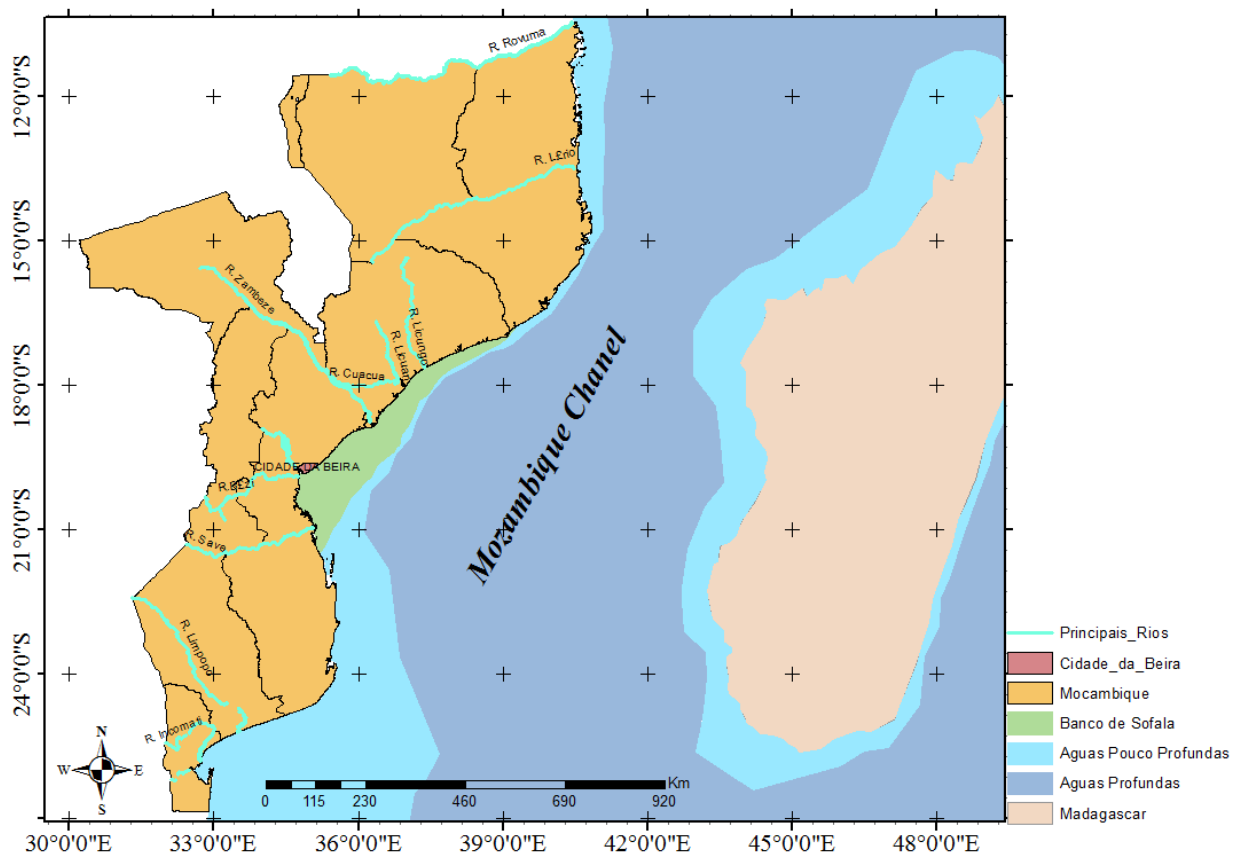 R. Rovuma
R. L£rio
R. Zambeze
R. Licungo
R. Licuari
R. Cuacua
CIDADE DA BEIRA
R.B£zi
R. Save
R. Limpopo
R. Incomati
Mozambique Chanel
12°0'0"S
15°0'0"S
18°0'0"S
21°0'0"S
24°0'0"S
30°0'0"E
33°0'0"E
36°0'0"E
39°0'0"E
42°0'0"E
45°0'0"E
48°0'0"E
N
W
E
S
Km
0 115 230 460 690 920
Principais_Rios
Cidade_da_Beira
Mocambique
Banco de Sofala
Aguas Pouco Profundas
Aguas Profundas
Madagascar